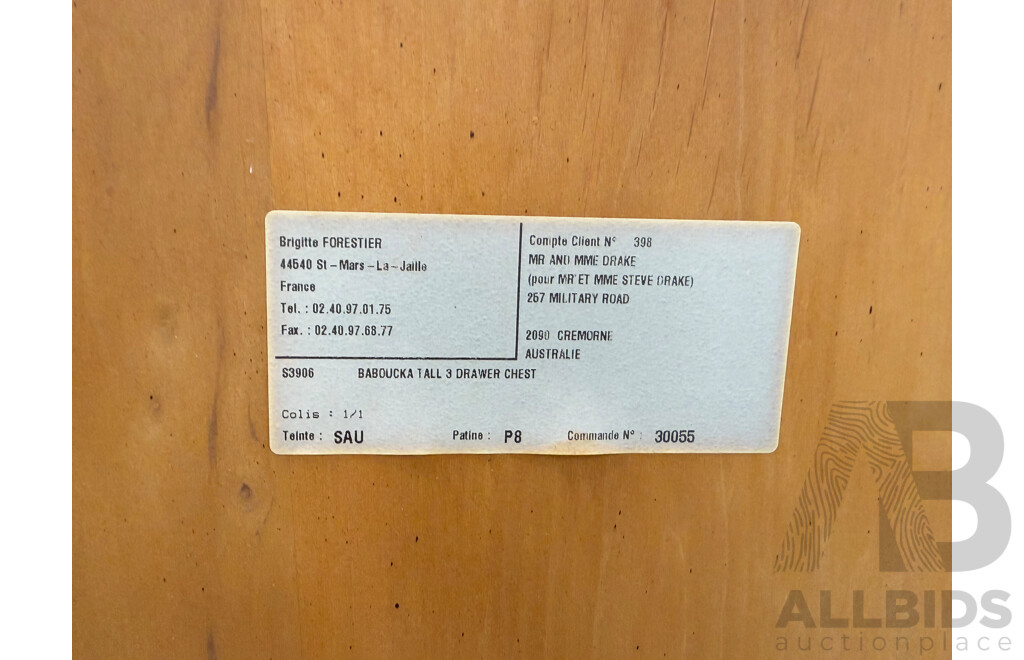 Brigitte FORESTIER
44540 St-Mars-La-Jaille
France
Tel. : 02.40.97.01.75
Fax. : 02.40.97.68.77
Compte Client N° 398
MR AND MME DRAKE
(pour MR ET MME STEVE DRAKE)
257 MILITARY ROAD
2090 CREMORNE
AUSTRALIE
S3906 BABOUCKA TALL 3 DRAWER CHEST
Colis : 1/1
Teinte : SAU Patine : P8 Commande N° : 30055
AB
ALLBIDS
auctionplace